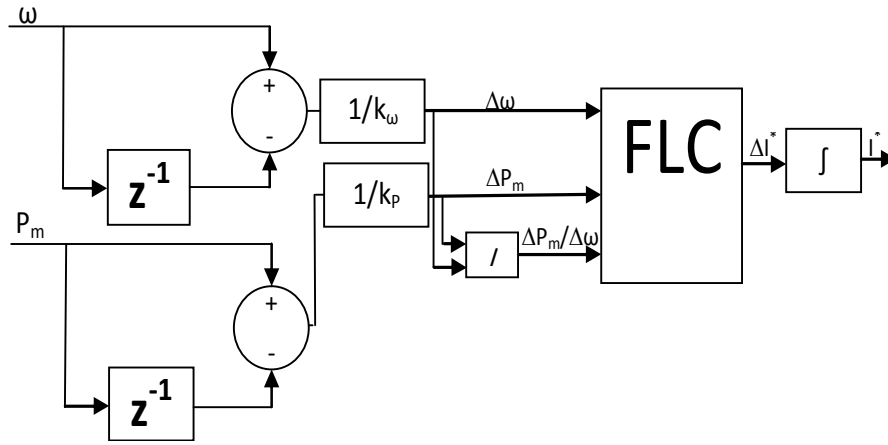 ω
+
-
1/kω
Δω
z⁻¹
Pm
1/kP
ΔPm
/
ΔPm/Δω
FLC
ΔI*
∫
I*
+
-
z⁻¹